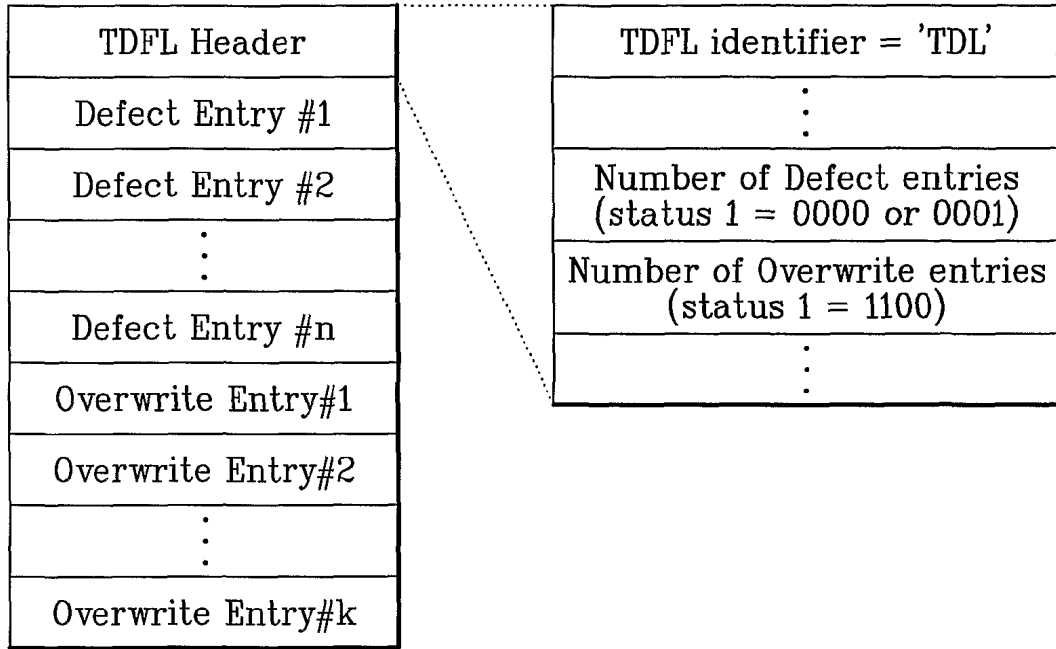 TDFL Header
Defect Entry #1
Defect Entry #2
Defect Entry #n
Overwrite Entry#1
Overwrite Entry#2
Overwrite Entry#k
TDFL identifier = 'TDL'
Number of Defect entries
(status 1 = 0000 or 0001)
Number of Overwrite entries
(status 1 = 1100)